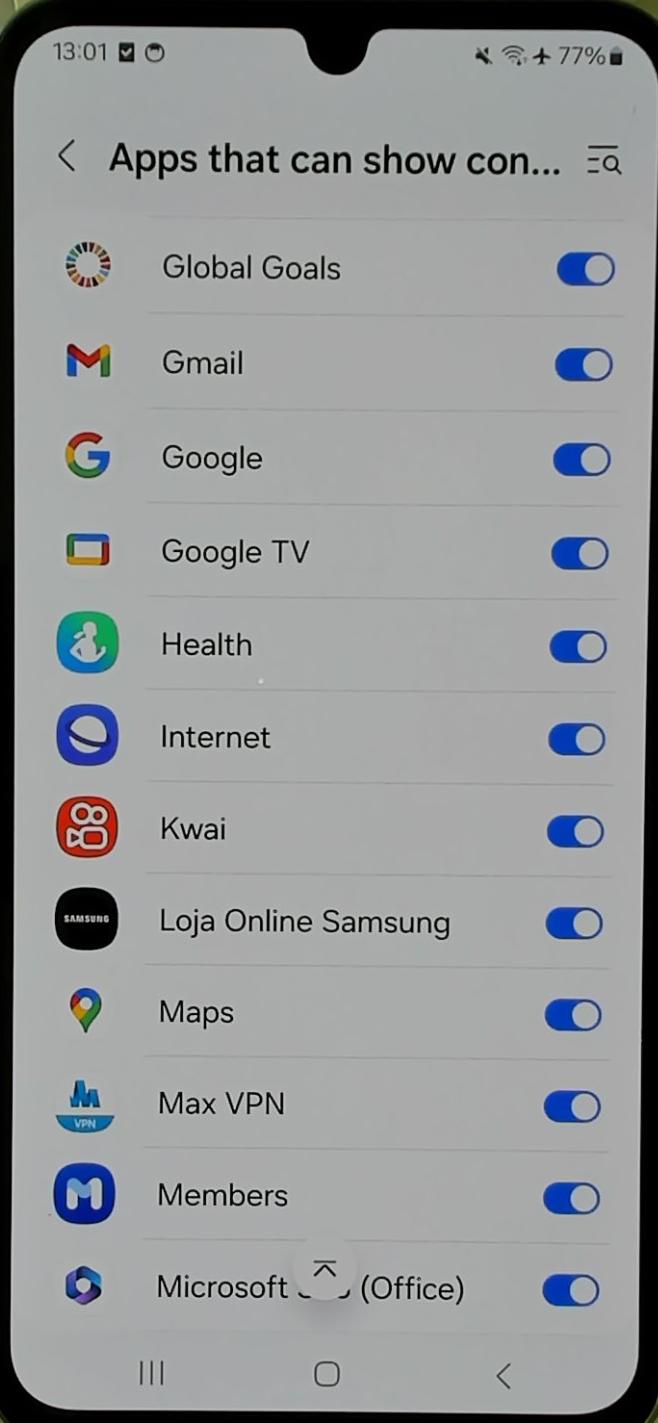 13:01 77%
Apps that can show con...
Global Goals
Gmail
Google
Google TV
Health
Internet
Kwai
SAMSUNG Loja Online Samsung
Maps
VPN Max VPN
Members
Microsoft (Office)